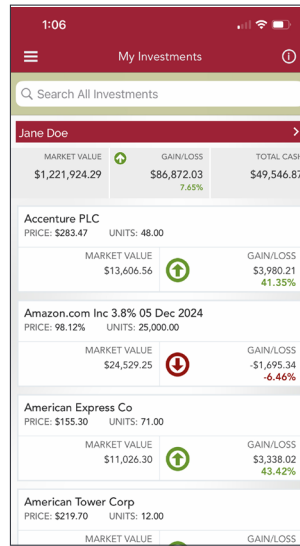 1:06
My Investments
Search All Investments
Jane Doe
MARKET VALUE GAIN/LOSS TOTAL CASH
$1,221,924.29 $86,872.03 $49,546.87
7.65%
Accenture PLC
PRICE: $283.47 UNITS: 48.00
MARKET VALUE GAIN/LOSS
$13,606.56 $3,980.21
41.35%
Amazon.com Inc 3.8% 05 Dec 2024
PRICE: 98.12% UNITS: 25,000.00
MARKET VALUE GAIN/LOSS
$24,529.25 -$1,695.34
-6.46%
American Express Co
PRICE: $155.30 UNITS: 71.00
MARKET VALUE GAIN/LOSS
$11,026.30 $3,338.02
43.42%
American Tower Corp
PRICE: $219.70 UNITS: 12.00
MARKET VALUE GAIN/LOSS